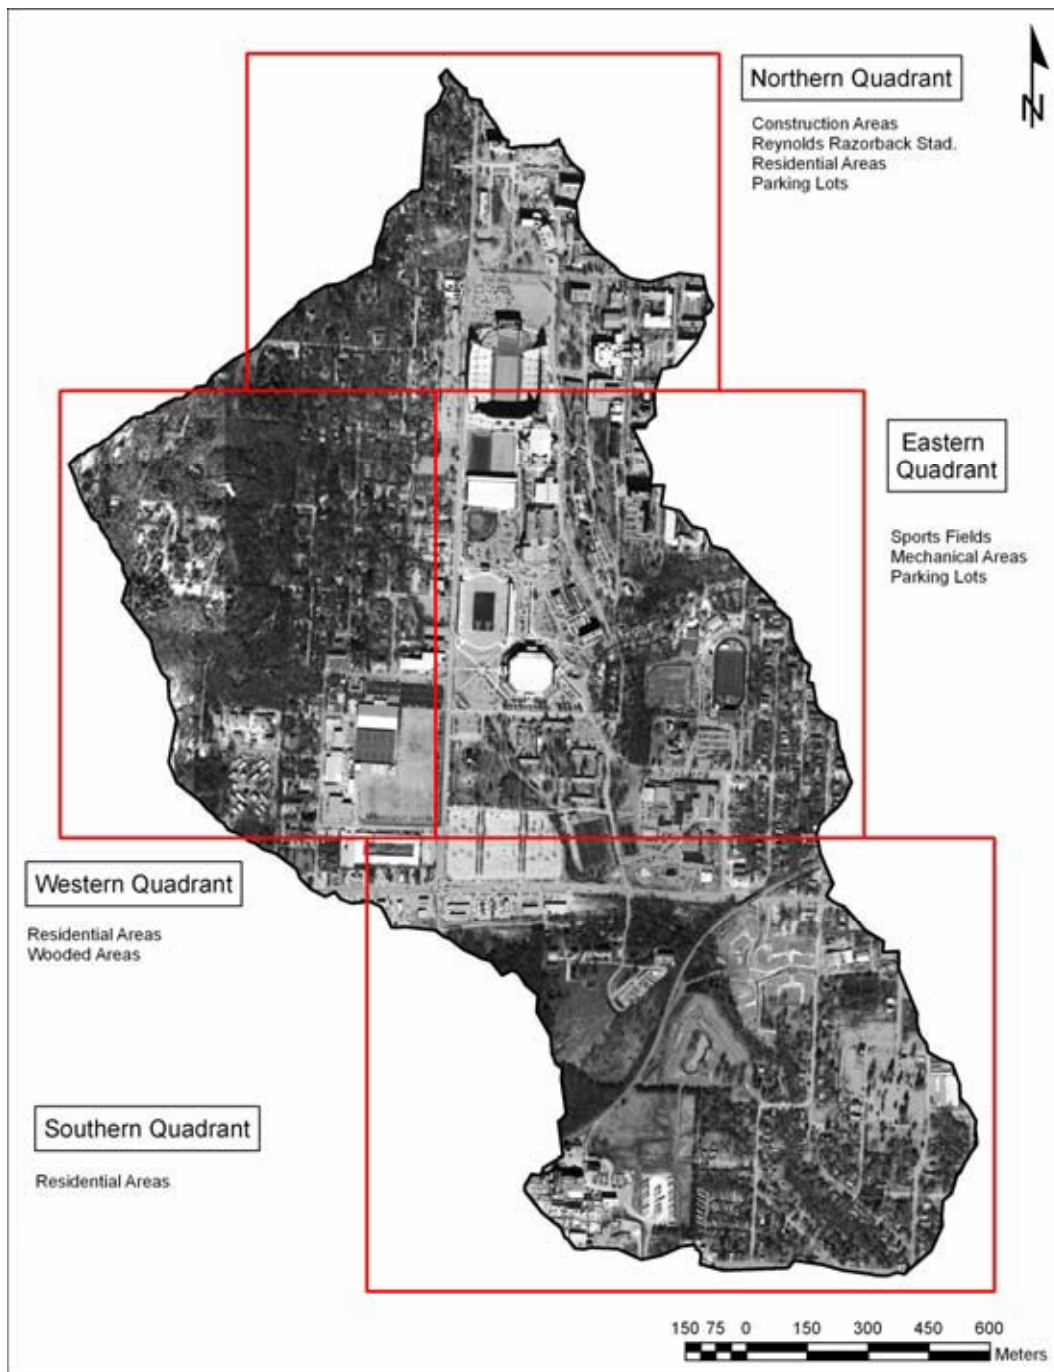 Northern Quadrant
Construction Areas
Reynolds Razorback Stad.
Residential Areas
Parking Lots
N
Eastern
Quadrant
Sports Fields
Mechanical Areas
Parking Lots
Western Quadrant
Residential Areas
Wooded Areas
Southern Quadrant
Residential Areas
150 75 0 150 300 450 600
Meters